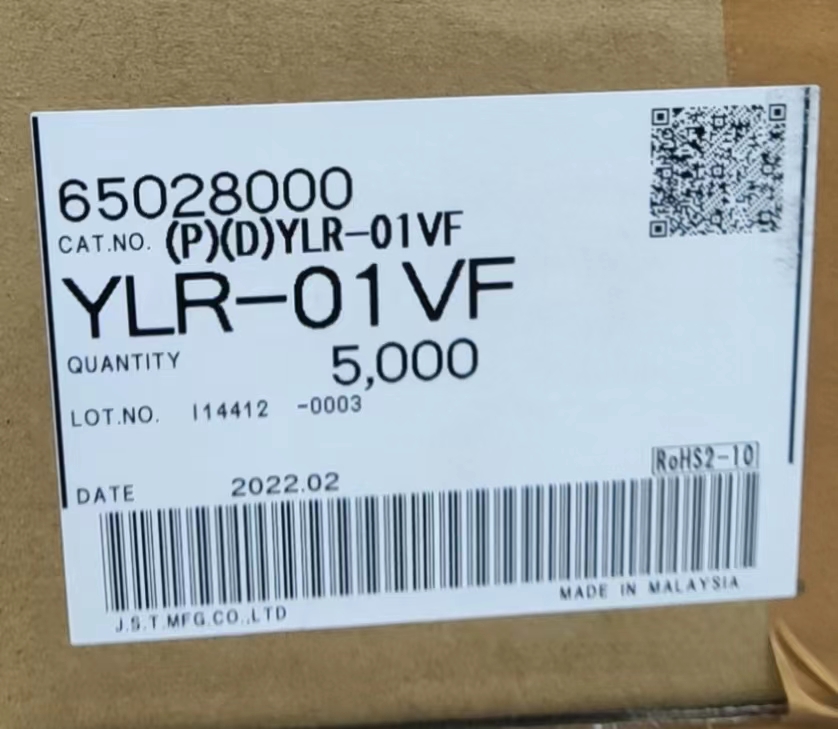 65028000
CAT.NO. (P)(D)YLR-01VF
YLR-01VF
QUANTITY 5,000
LOT.NO. I14412 -0003
RoHS2-10
DATE 2022.02
MADE IN MALAYSIA
J.S.T.MFG.CO.,LTD